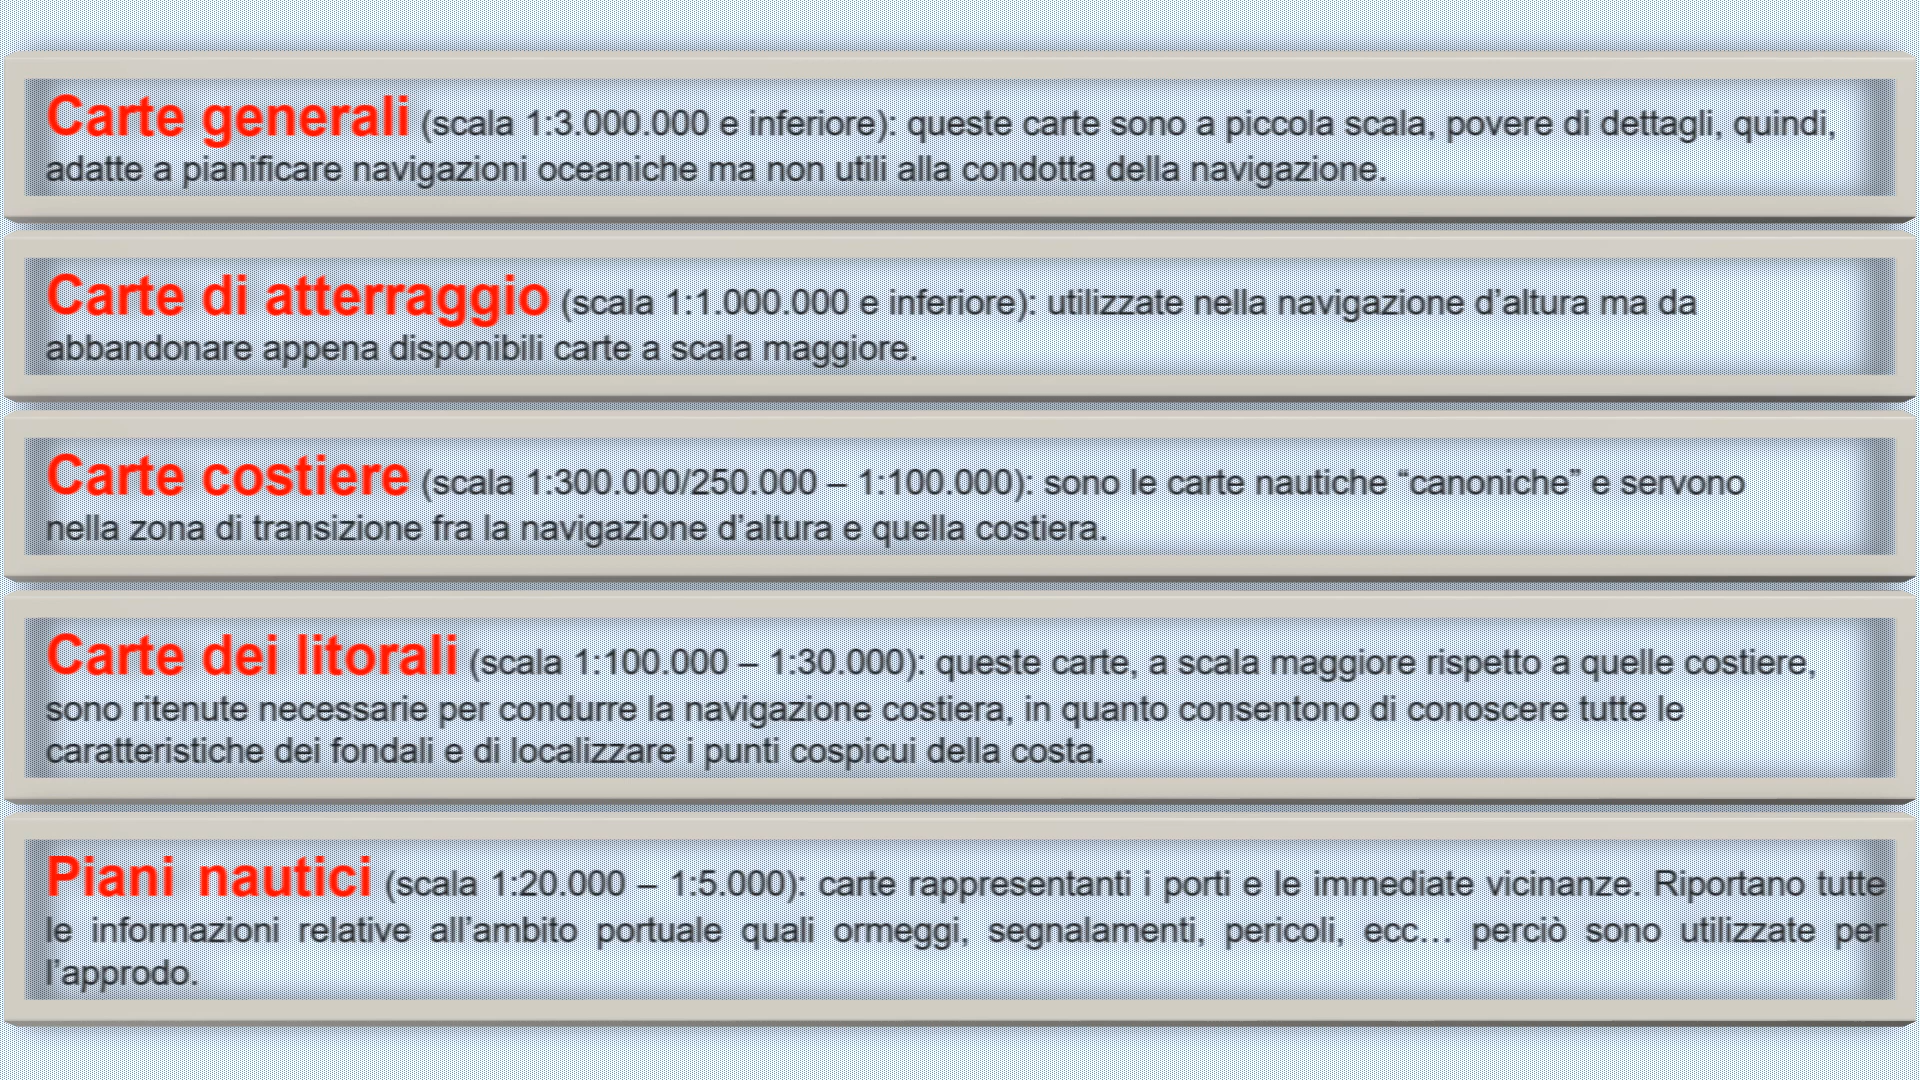 Carte generali (scala 1:3.000.000 e inferiore): queste carte sono a piccola scala, povere di dettagli, quindi,
adatte a pianificare navigazioni oceaniche ma non utili alla condotta della navigazione.
Carte di atterraggio (scala 1:1.000.000 e inferiore): utilizzate nella navigazione d’altura ma da
abbandonare appena disponibili carte a scala maggiore.
Carte costiere (scala 1:300.000/250.000 – 1:100.000): sono le carte nautiche “canoniche” e servono
nella zona di transizione fra la navigazione d’altura e quella costiera.
Carte dei litorali (scala 1:100.000 – 1:30.000): queste carte, a scala maggiore rispetto a quelle costiere,
sono ritenute necessarie per condurre la navigazione costiera, in quanto consentono di conoscere tutte le
caratteristiche dei fondali e di localizzare i punti cospicui della costa.
Piani nautici (scala 1:20.000 – 1:5.000): carte rappresentanti i porti e le immediate vicinanze. Riportano tutte
le informazioni relative all’ambito portuale quali ormeggi, segnalamenti, pericoli, ecc… perciò sono utilizzate per
l’approdo.